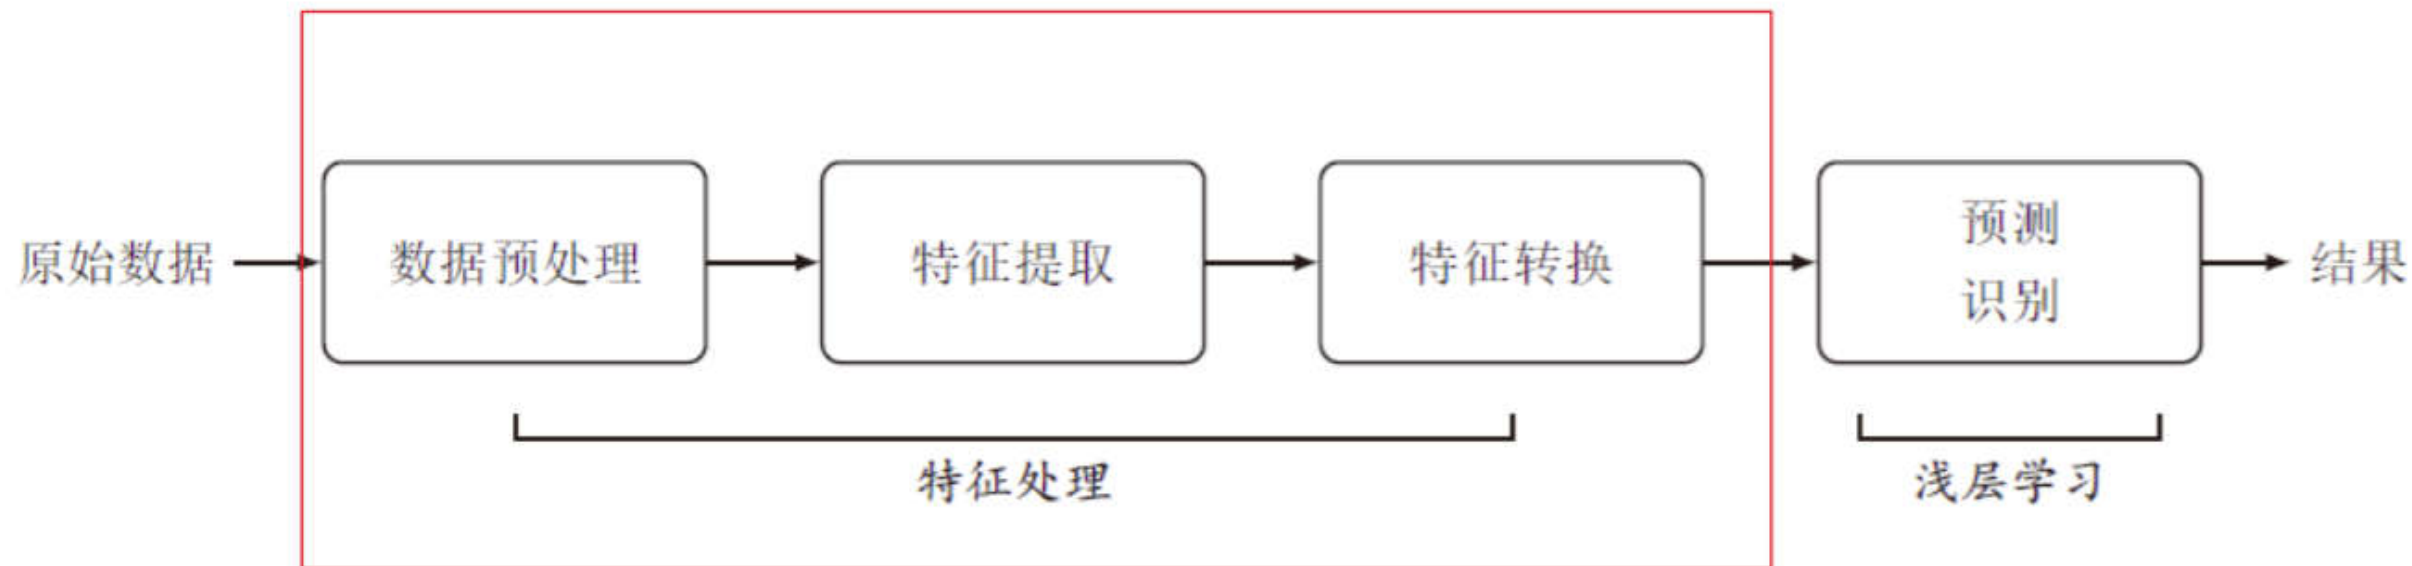 原始数据
数据预处理
特征提取
特征转换
预测
识别
结果
特征处理
浅层学习